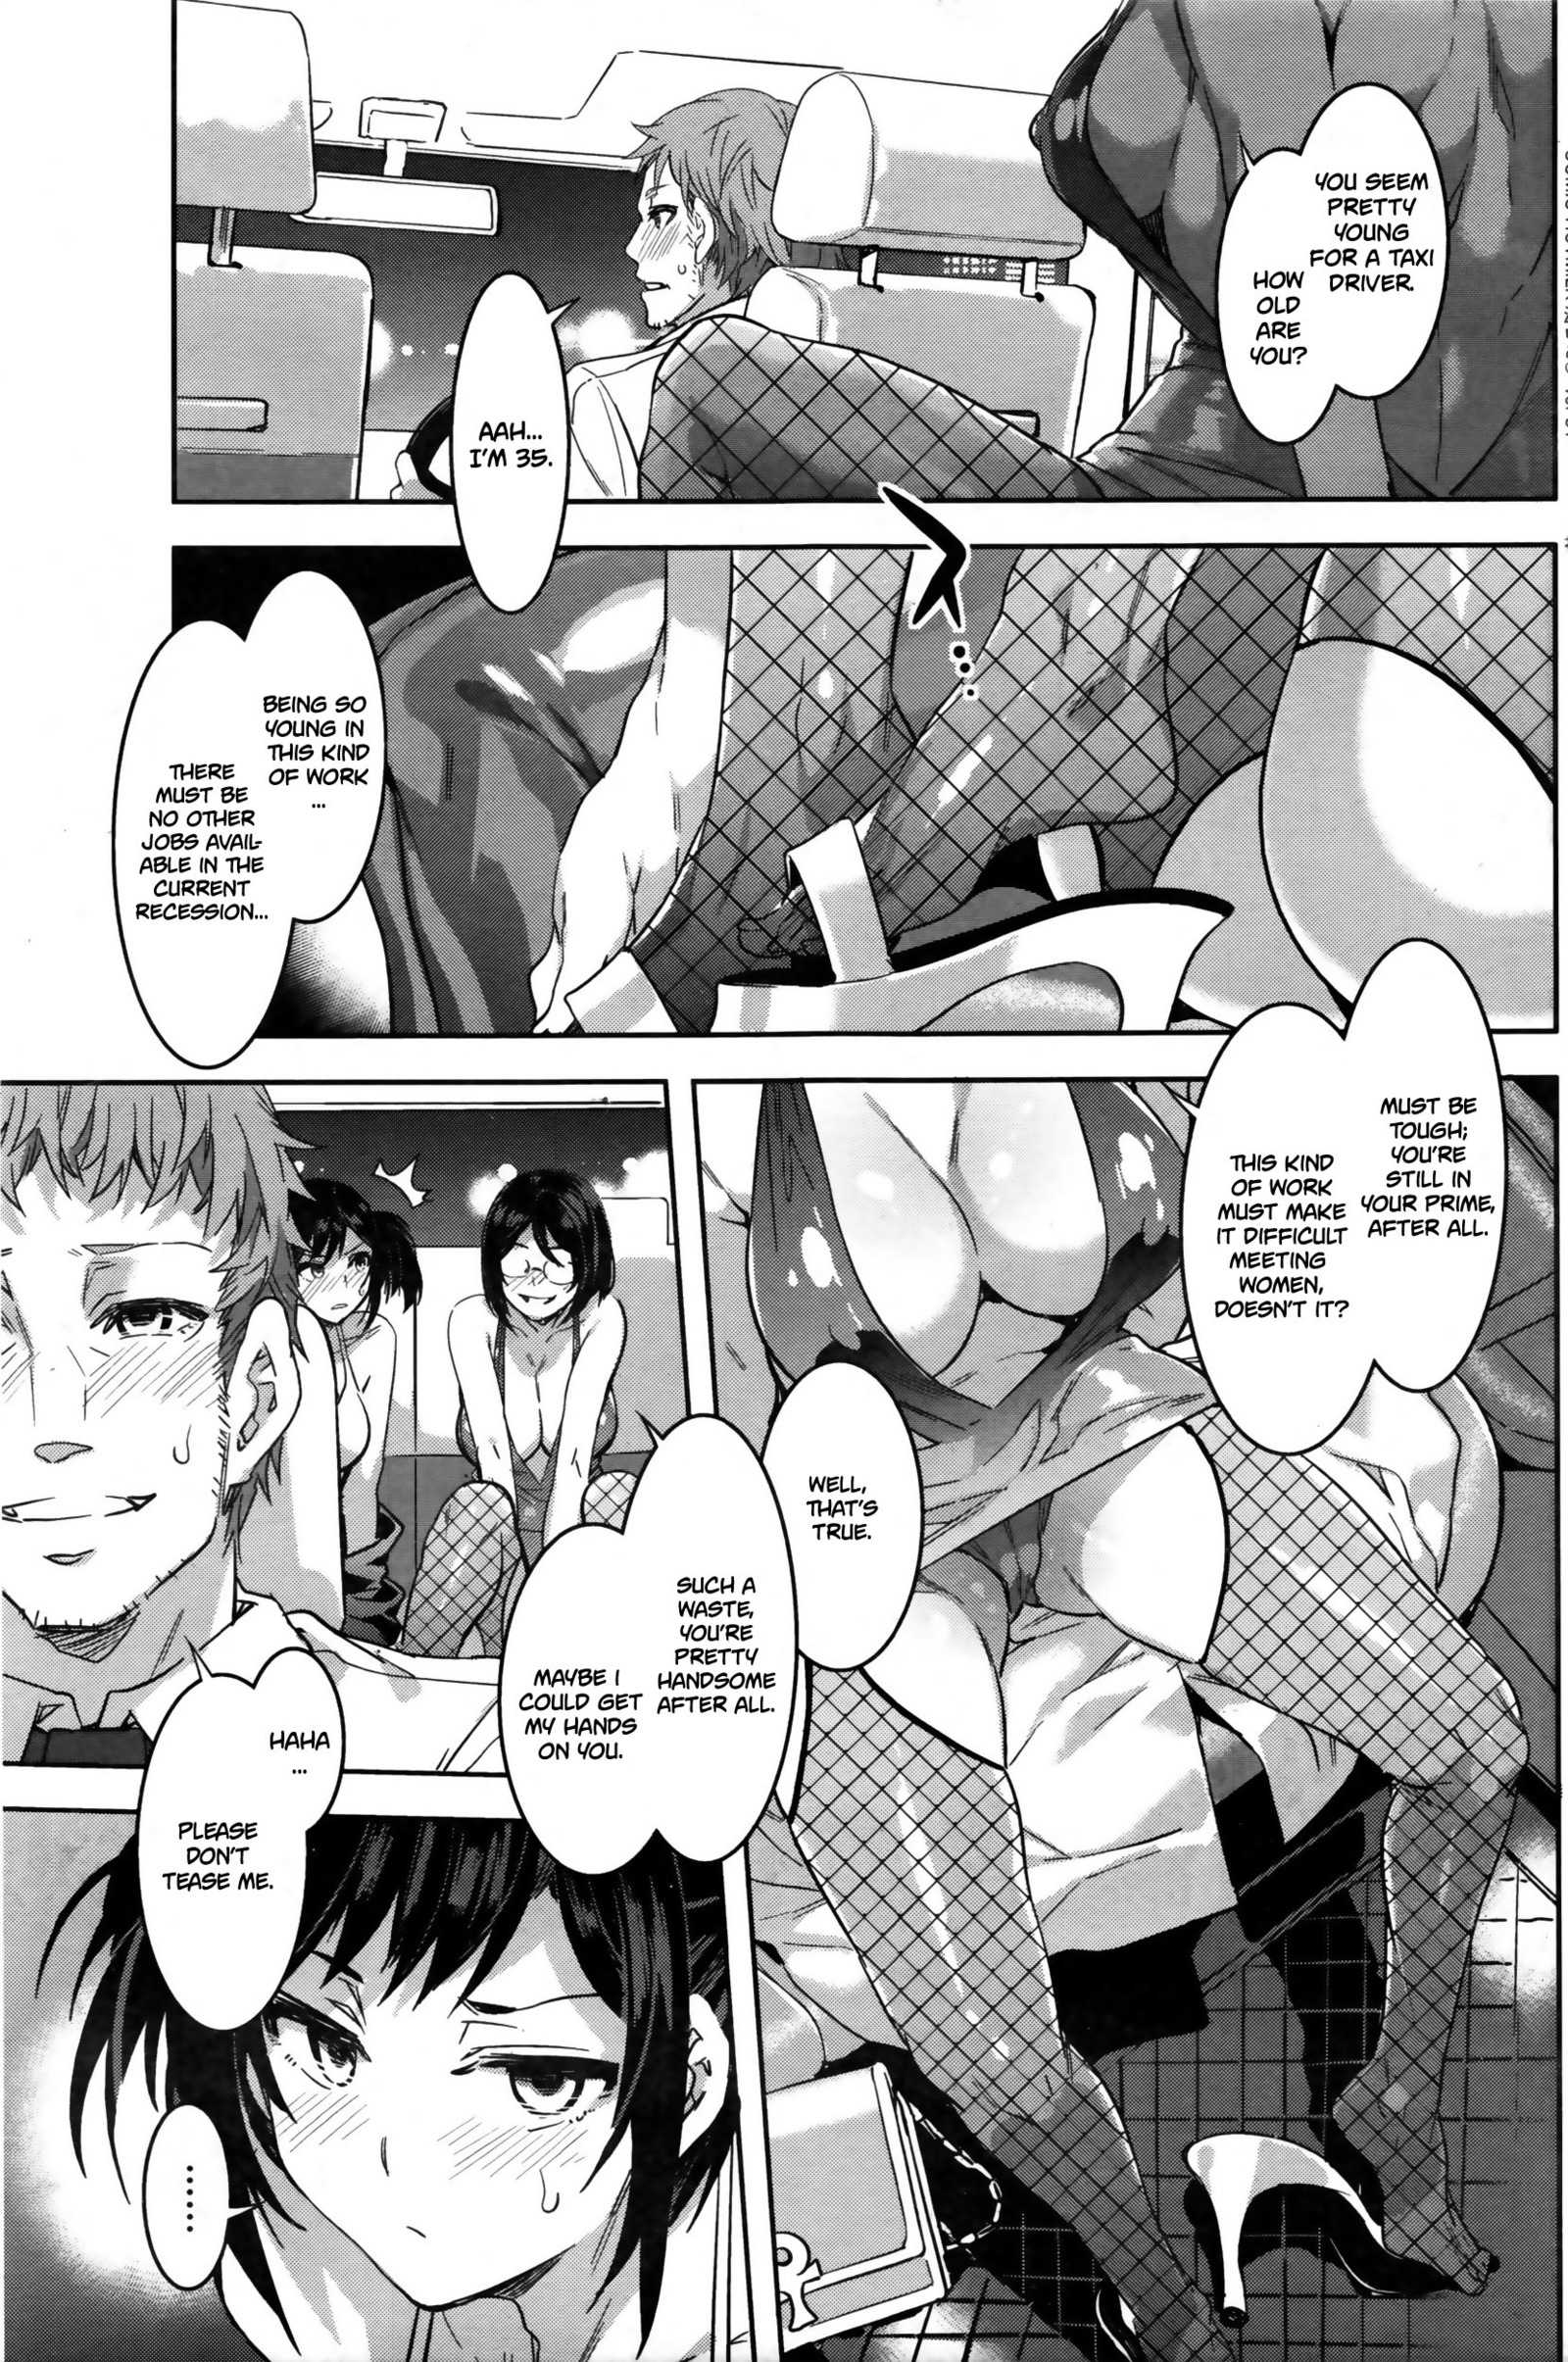 YOU SEEM
PRETTY
YOUNG
FOR A TAXI
DRIVER.
HOW
OLD
ARE
YOU?
AAH...
I'M 35.
BEING SO
YOUNG IN
THIS KIND
OF WORK
...
THERE
MUST BE
NO OTHER
JOBS AVAIL-
ABLE IN THE
CURRENT
RECESSION...
MUST BE
TOUGH;
YOU'RE
STILL IN
YOUR PRIME,
AFTER ALL.
THIS KIND
OF WORK
MUST MAKE
IT DIFFICULT
MEETING
WOMEN,
DOESN'T IT?
WELL,
THAT'S
TRUE.
SUCH A
WASTE,
YOU'RE
PRETTY
HANDSOME
AFTER ALL.
MAYBE I
COULD GET
MY HANDS
ON YOU.
HAHA
...
PLEASE
DON'T
TEASE ME.
......